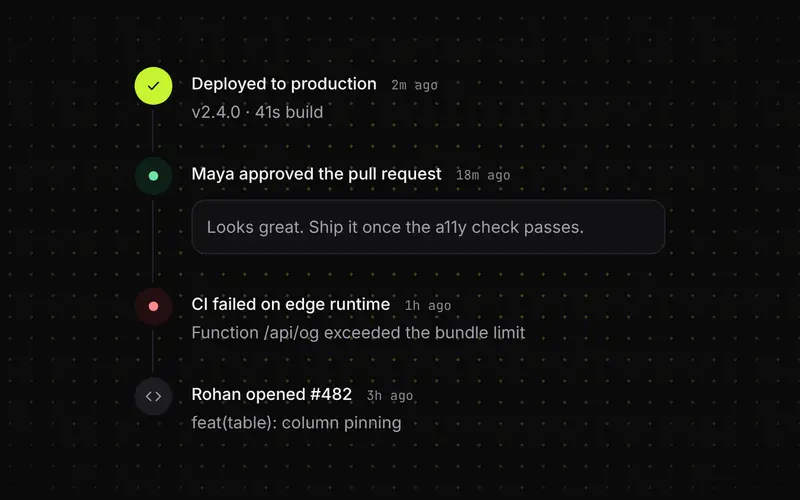 Deployed to production 2m ago
v2.4.0 · 41s build
Maya approved the pull request 18m ago
Looks great. Ship it once the a11y check passes.
CI failed on edge runtime 1h ago
Function /api/og exceeded the bundle limit
Rohan opened #482 3h ago
feat(table): column pinning